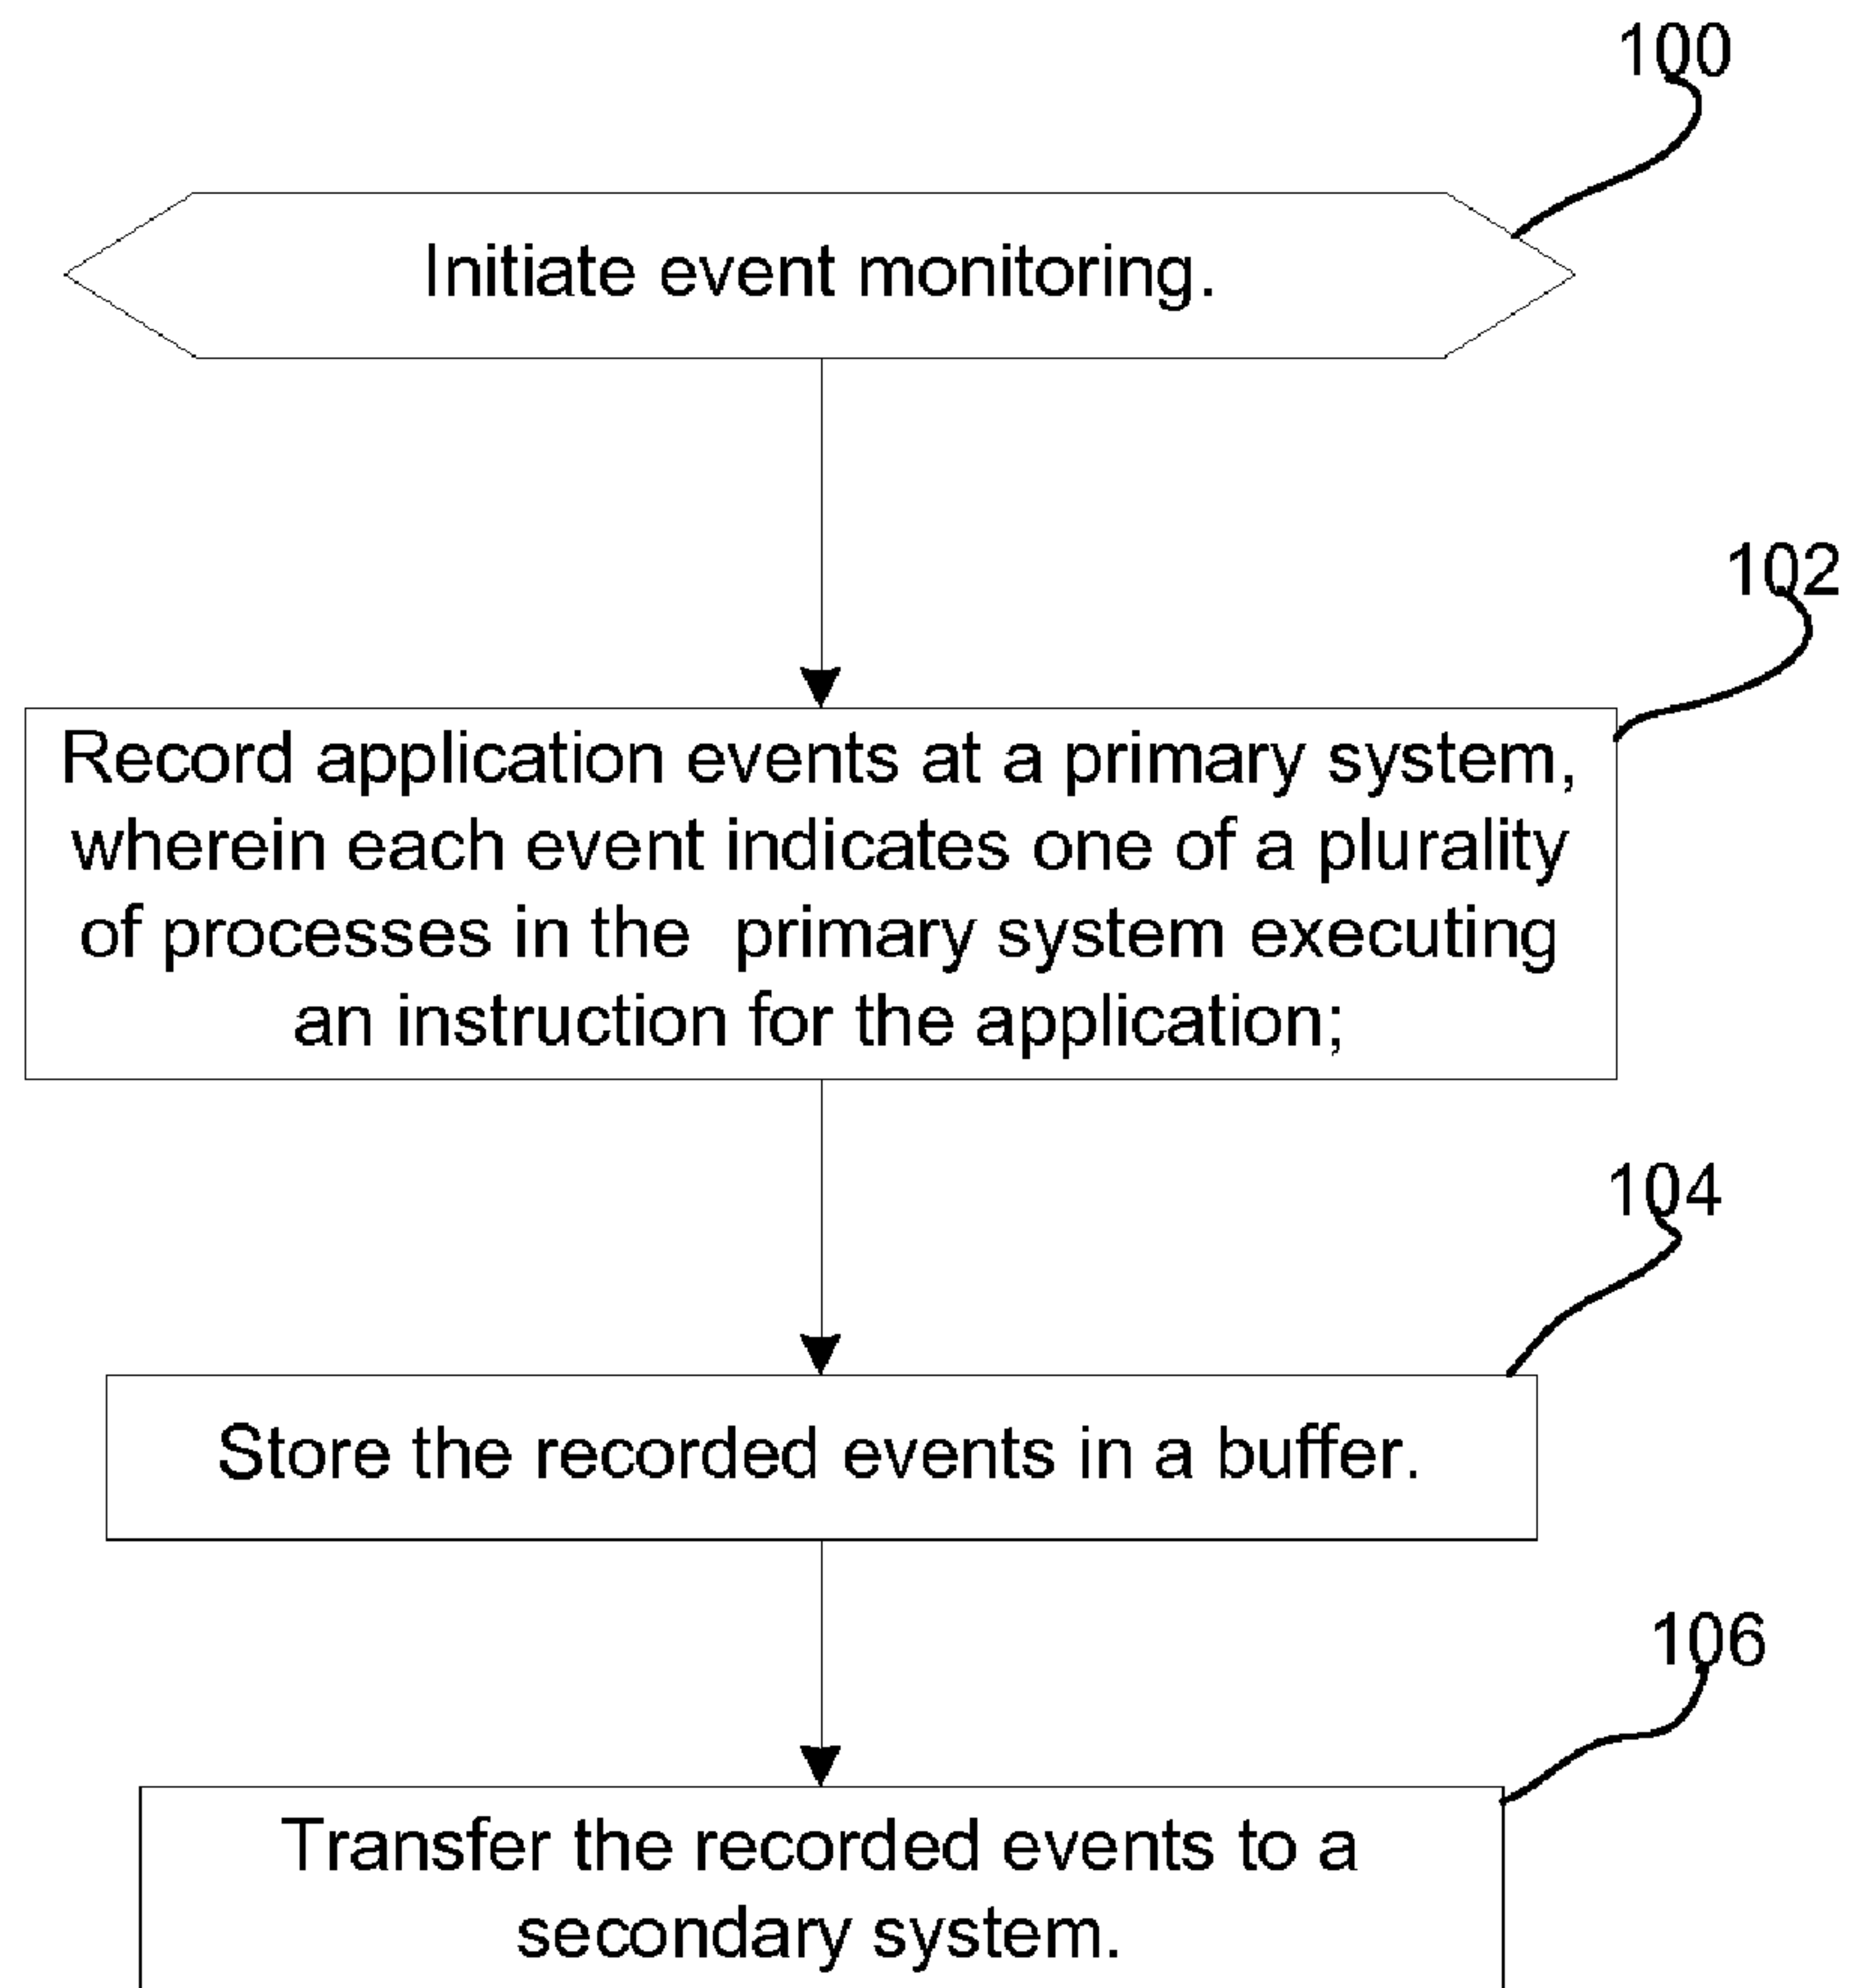 100
Initiate event monitoring.
102
Record application events at a primary system,
wherein each event indicates one of a plurality
of processes in the primary system executing
an instruction for the application;
104
Store the recorded events in a buffer.
106
Transfer the recorded events to a
secondary system.